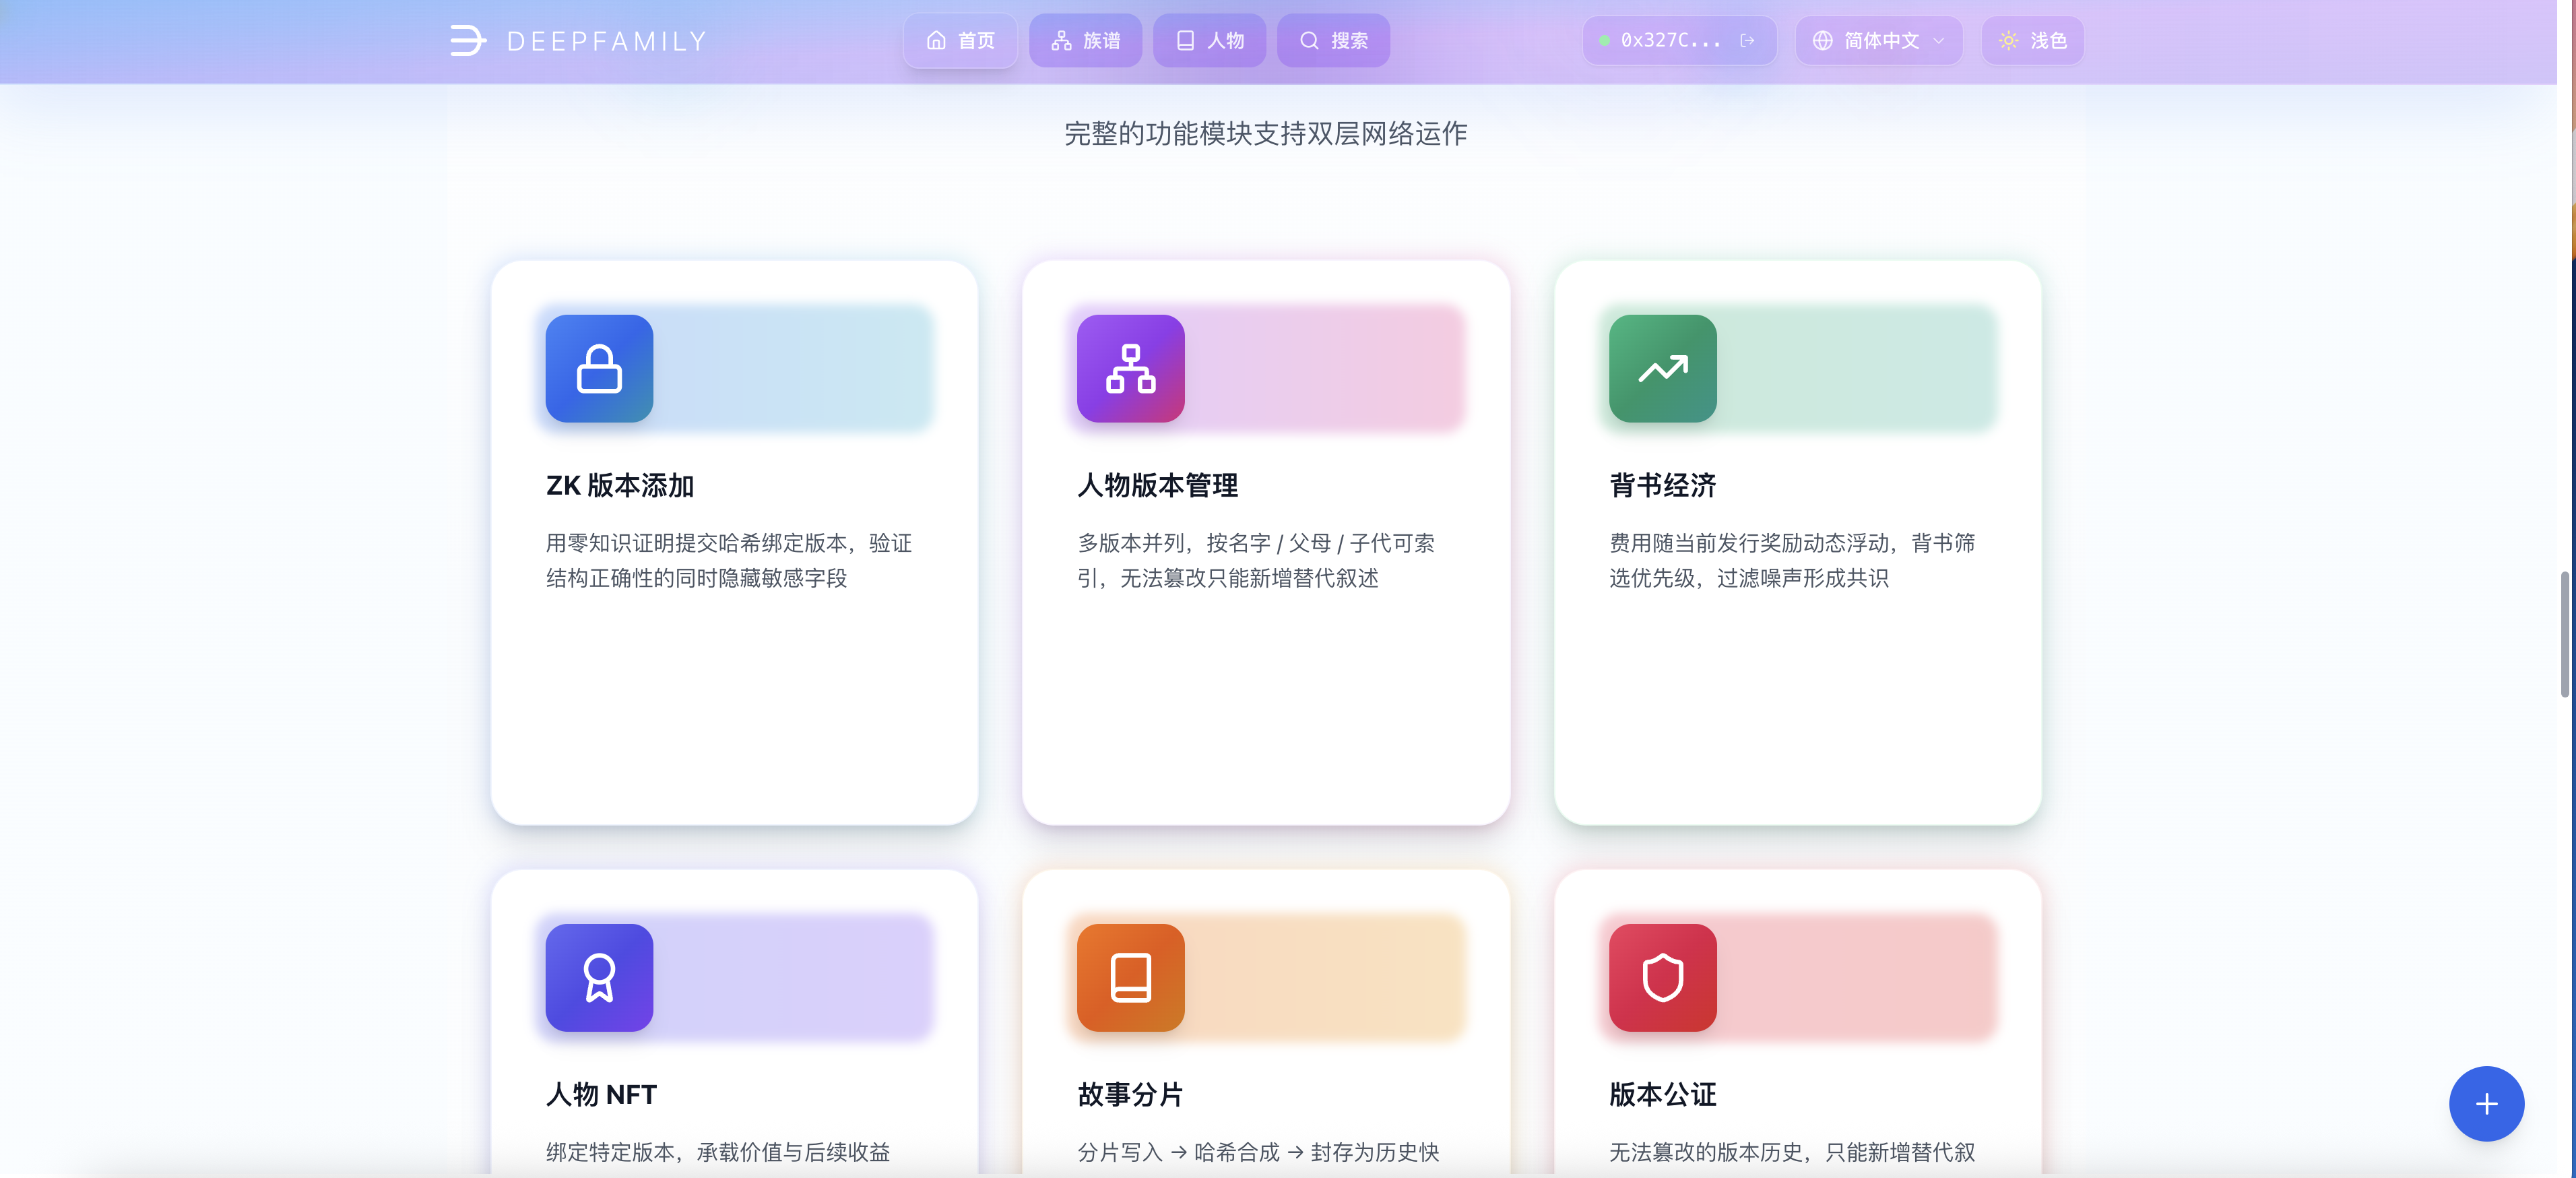 DEEPFAMILY
首页
族谱
人物
搜索
0x327C...
简体中文
浅色
完整的功能模块支持双层网络运作
ZK 版本添加
用零知识证明提交哈希绑定版本，验证
结构正确性的同时隐藏敏感字段
人物版本管理
多版本并列，按名字 / 父母 / 子代可索
引，无法篡改只能新增替代叙述
背书经济
费用随当前发行奖励动态浮动，背书筛
选优先级，过滤噪声形成共识
人物 NFT
绑定特定版本，承载价值与后续收益
故事分片
分片写入 → 哈希合成 → 封存为历史快
版本公证
无法篡改的版本历史，只能新增替代叙